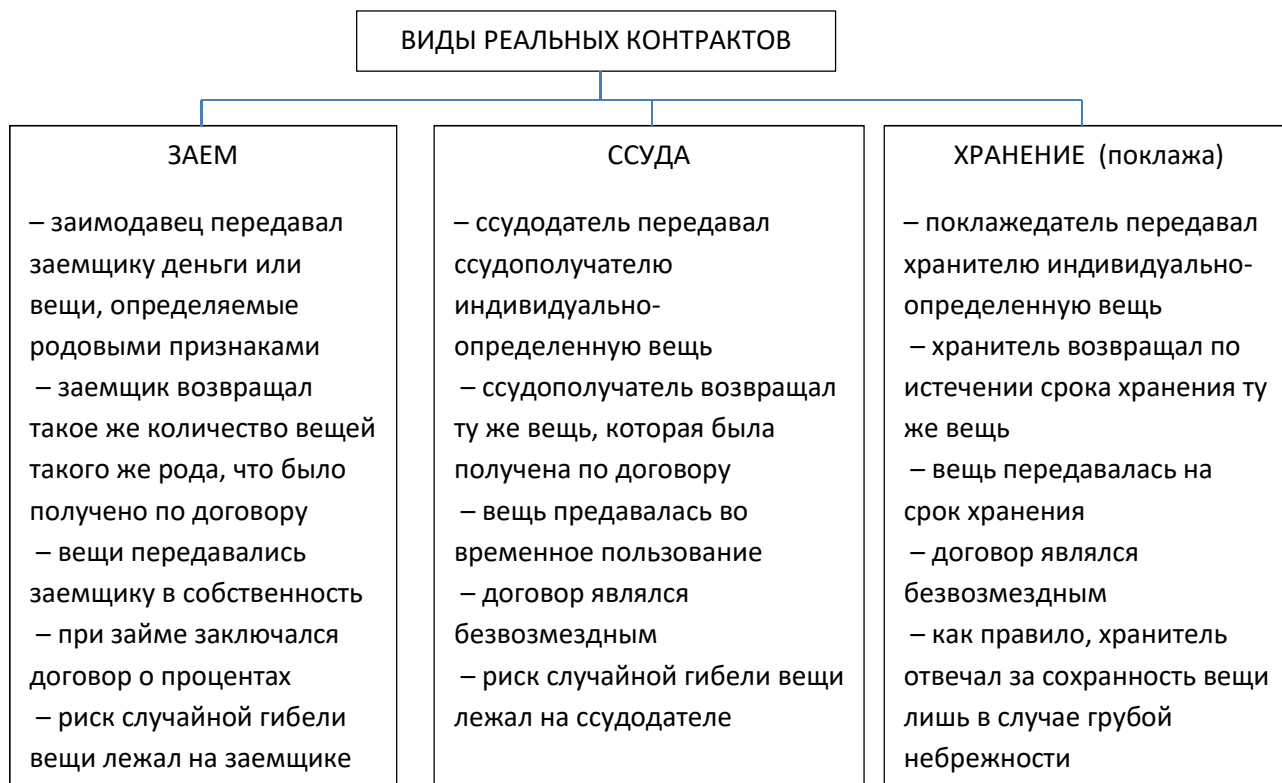 ВИДЫ РЕАЛЬНЫХ КОНТРАКТОВ
ЗАЕМ
– заимодавец передавал
заемщику деньги или
вещи, определяемые
родовыми признаками
– заемщик возвращал
такое же количество вещей
такого же рода, что было
получено по договору
– вещи передавались
заемщику в собственность
– при займе заключался
договор о процентах
– риск случайной гибели
вещи лежал на заемщике
ССУДА
– ссудодатель передавал
ссудополучателю
индивидуально-
определенную вещь
– ссудополучатель возвращал
ту же вещь, которая была
получена по договору
– вещь предавалась во
временное пользование
– договор являлся
безвозмездным
– риск случайной гибели вещи
лежал на ссудодателе
ХРАНЕНИЕ (поклажа)
– поклажедатель передавал
хранителю индивидуально-
определенную вещь
– хранитель возвращал по
истечении срока хранения ту
же вещь
– вещь передавалась на
срок хранения
– договор являлся
безвозмездным
– как правило, хранитель
отвечал за сохранность вещи
лишь в случае грубой
небрежности